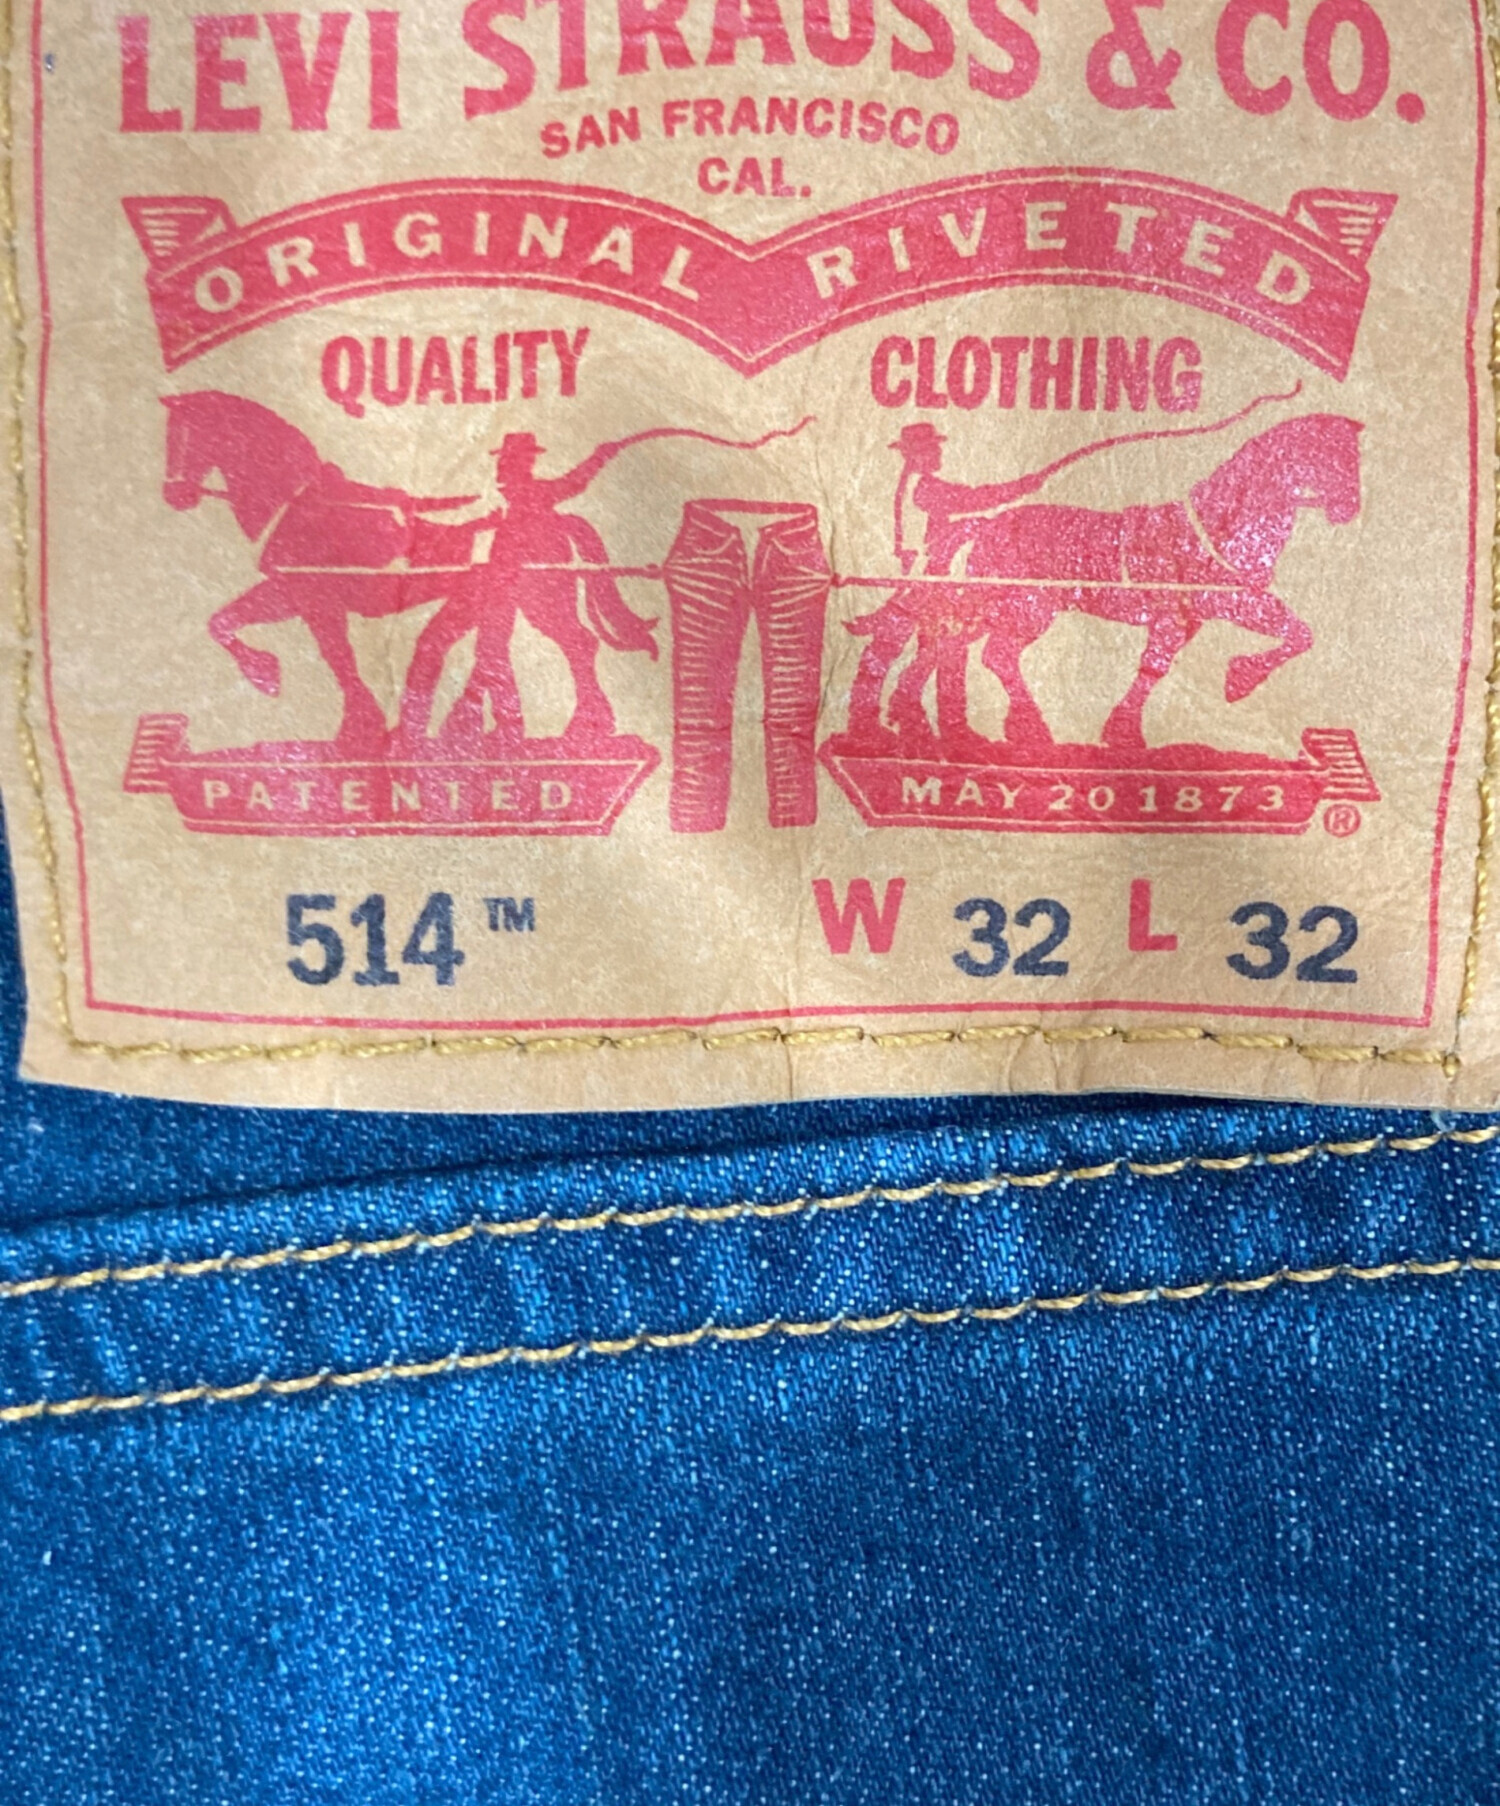 LEVI STRAUSS & CO.
SAN FRANCISCO
CAL.
ORIGINAL RIVETED
QUALITY CLOTHING
PATENTED MAY 20 1873 ®
514™ W 32 L 32